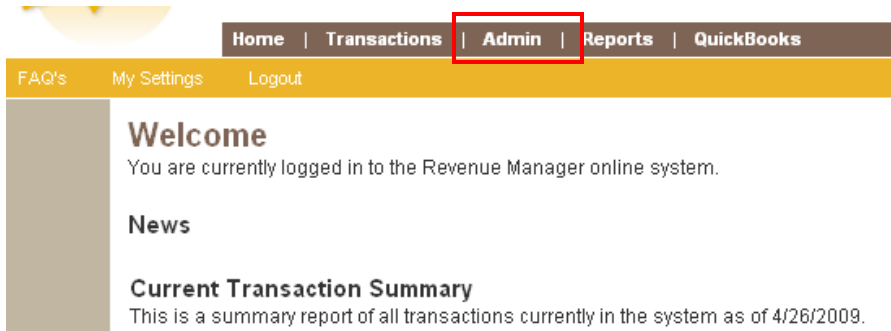 Home | Transactions | Admin | Reports | QuickBooks
FAQ's My Settings Logout
Welcome
You are currently logged in to the Revenue Manager online system.
News
Current Transaction Summary
This is a summary report of all transactions currently in the system as of 4/26/2009.